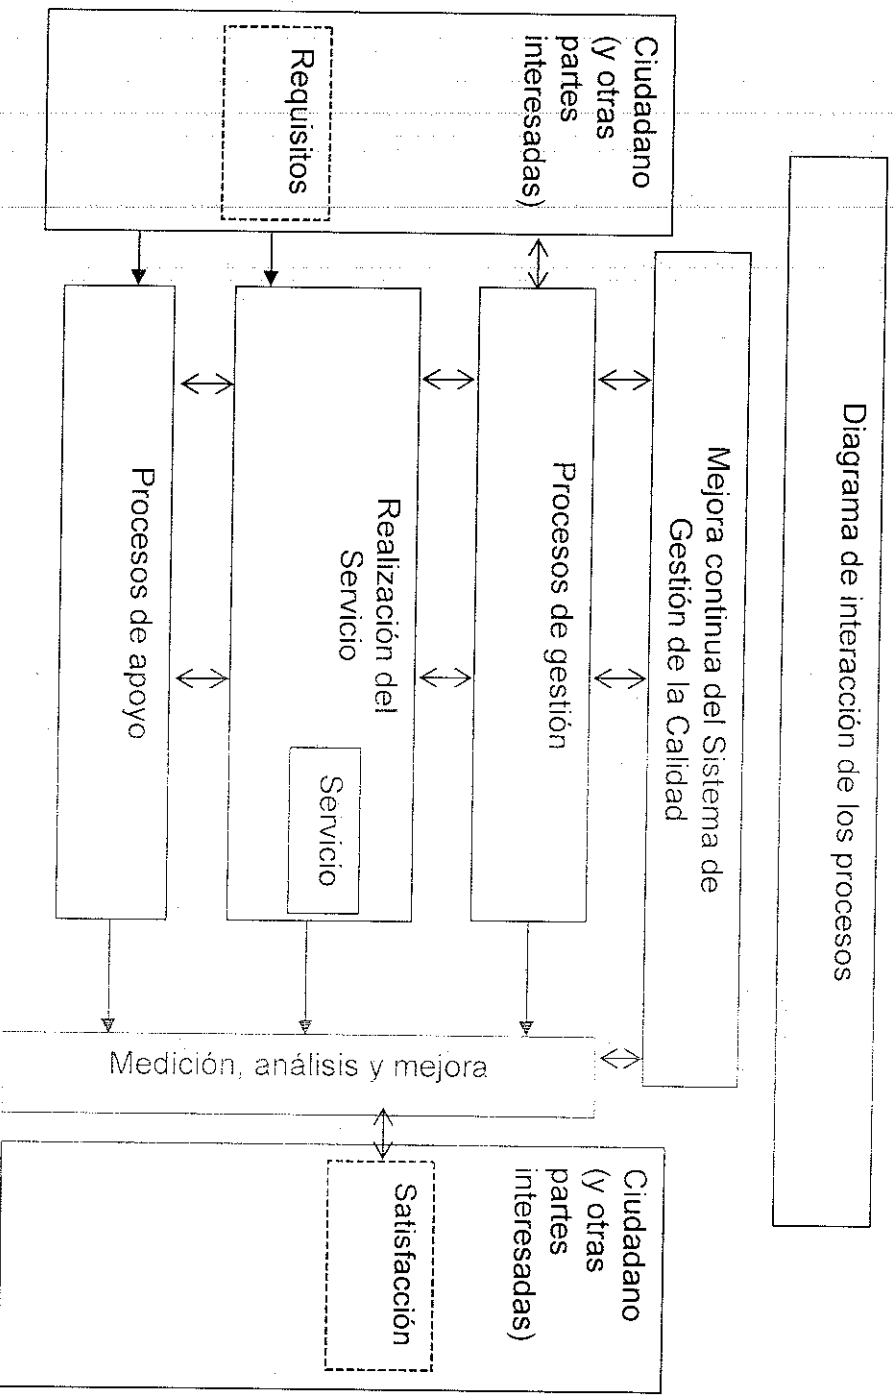 Diagrama de interacción de los procesos
Mejora continua del Sistema de
Gestión de la Calidad
Ciudadano
(y otras
partes
interesadas)
Requisitos
Procesos de gestión
Realización del
Servicio
Servicio
Procesos de apoyo
Medición, análisis y mejora
Ciudadano
(y otras
partes
interesadas)
Satisfacción